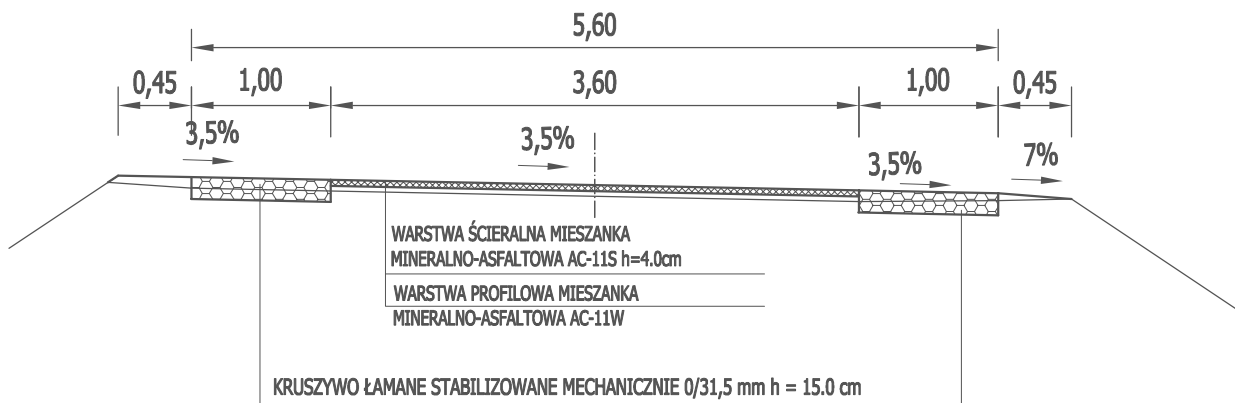 5,60
0,45 1,00 3,60 1,00 0,45
3,5% 3,5% 3,5% 7%
WARSTWA ŚCIERALNA MIESZANKA
MINERALNO-ASFALTOWA AC-11S h=4.0cm
WARSTWA PROFILOWA MIESZANKA
MINERALNO-ASFALTOWA AC-11W
KRUSZYWO ŁAMANE STABILIZOWANE MECHANICZNIE 0/31,5 mm h = 15.0 cm